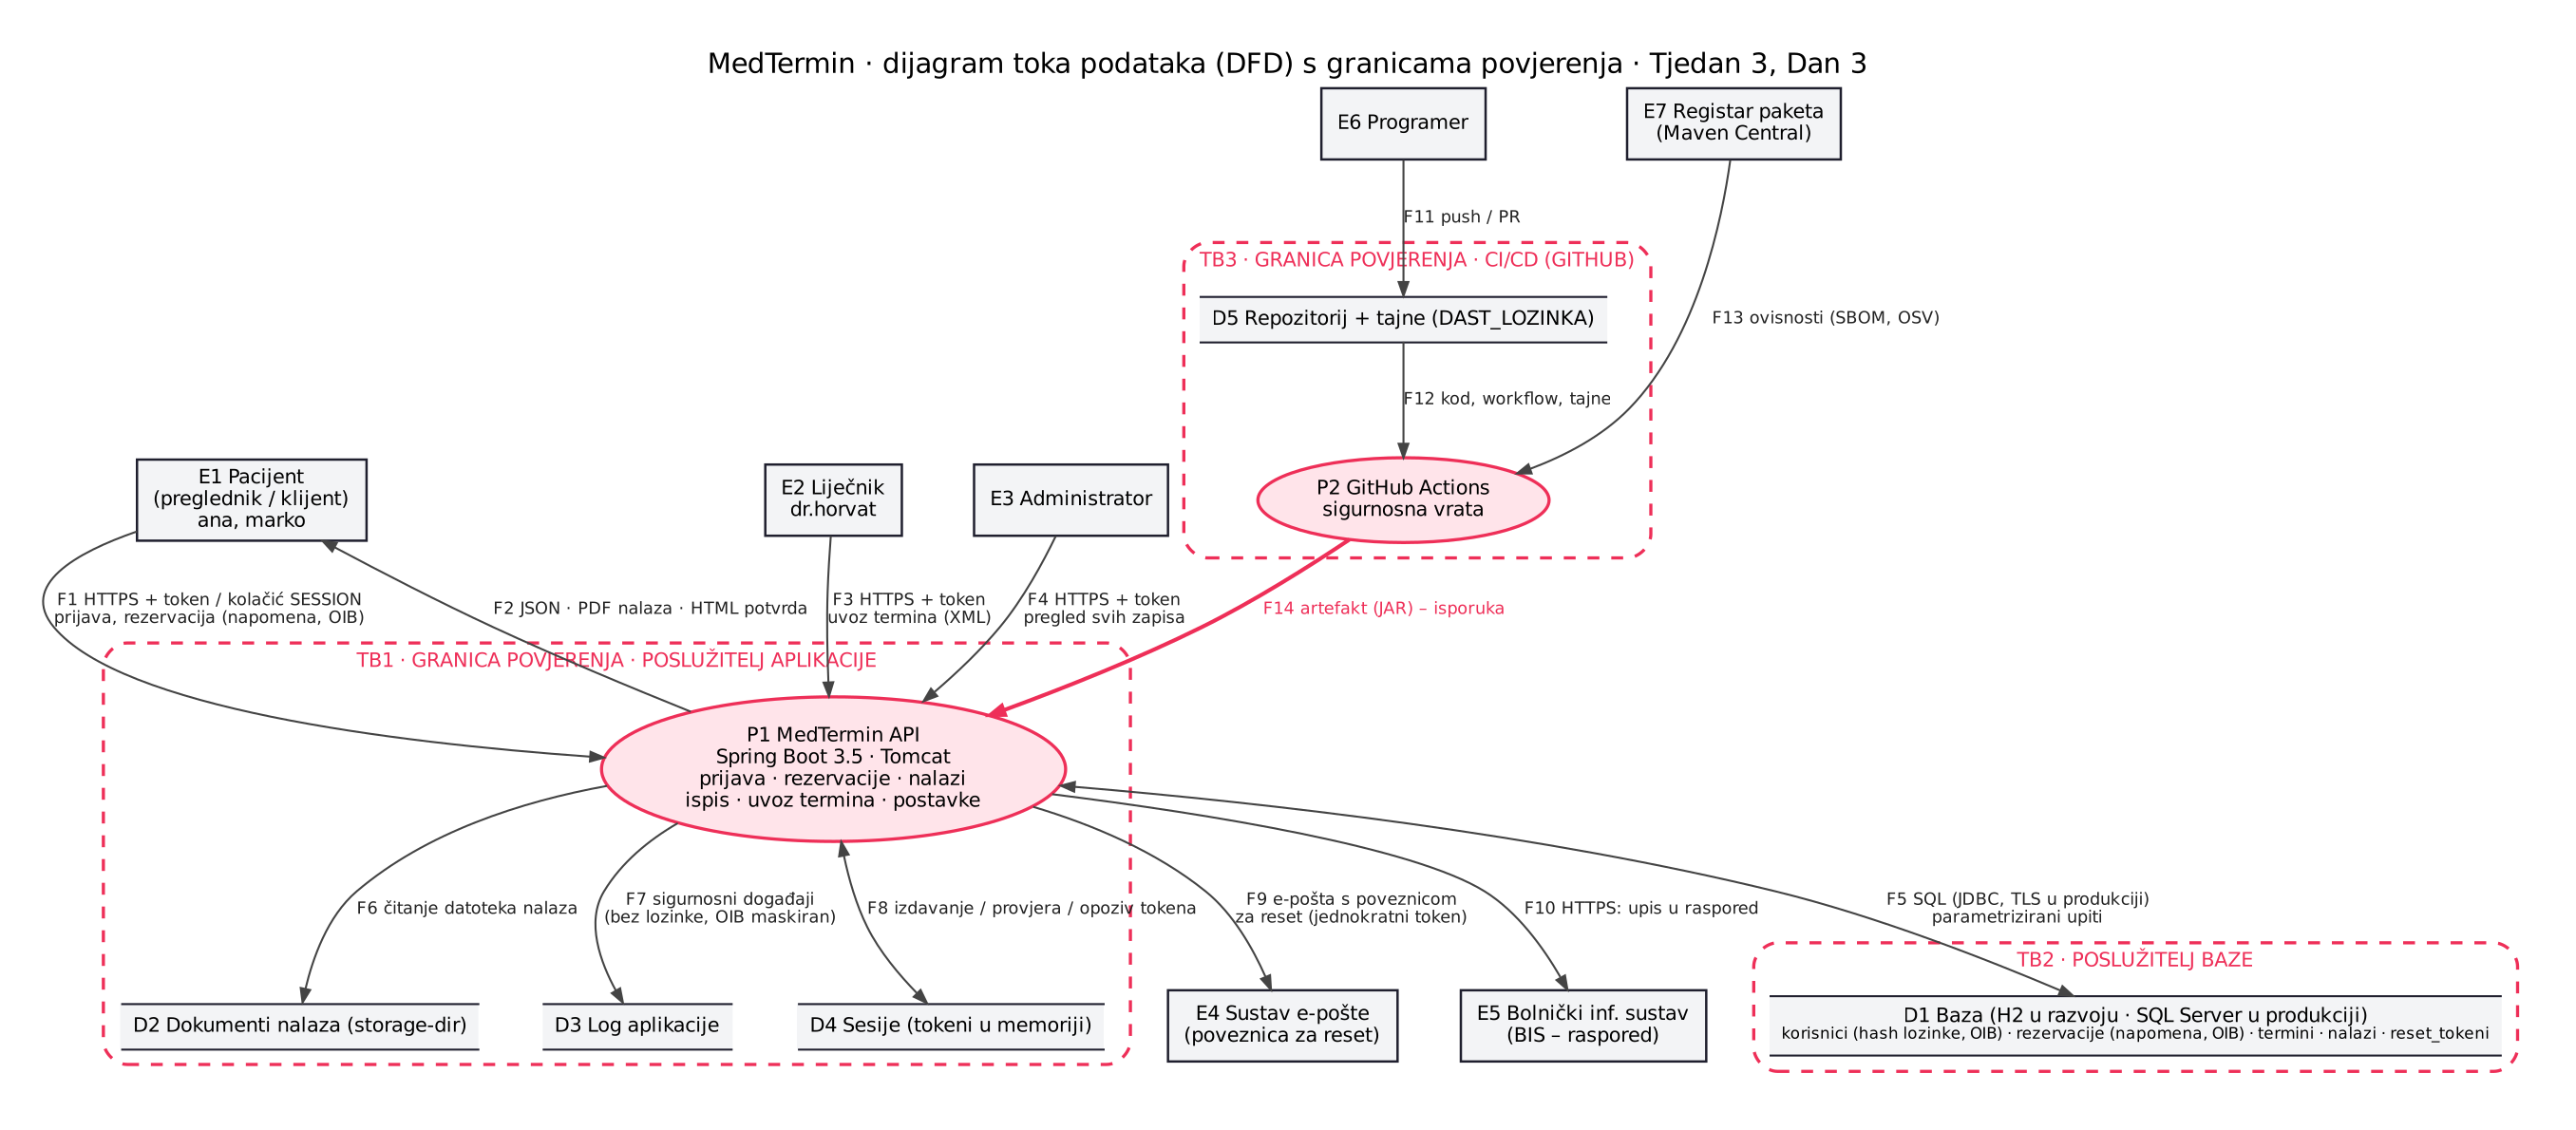 MedTermin · dijagram toka podataka (DFD) s granicama povjerenja · Tjedan 3, Dan 3
E6 Programer
E7 Registar paketa
(Maven Central)
F11 push / PR
TB3 · GRANICA POVJERENJA · CI/CD (GITHUB)
D5 Repozitorij + tajne (DAST_LOZINKA)
F13 ovisnosti (SBOM, OSV)
F12 kod, workflow, tajne
E1 Pacijent
(preglednik / klijent)
ana, marko
E2 Liječnik
dr.horvat
E3 Administrator
P2 GitHub Actions
sigurnosna vrata
F1 HTTPS + token / kolačić SESSION
prijava, rezervacija (napomena, OIB)
F2 JSON · PDF nalaza · HTML potvrda
F3 HTTPS + token
uvoz termina (XML)
F4 HTTPS + token
pregled svih zapisa
F14 artefakt (JAR) – isporuka
TB1 · GRANICA POVJERENJA · POSLUŽITELJ APLIKACIJE
P1 MedTermin API
Spring Boot 3.5 · Tomcat
prijava · rezervacije · nalazi
ispis · uvoz termina · postavke
F6 čitanje datoteka nalaza
F7 sigurnosni događaji
(bez lozinke, OIB maskiran)
F8 izdavanje / provjera / opoziv tokena
F9 e-pošta s poveznicom
za reset (jednokratni token)
F10 HTTPS: upis u raspored
F5 SQL (JDBC, TLS u produkciji)
parametrizirani upiti
TB2 · POSLUŽITELJ BAZE
D2 Dokumenti nalaza (storage-dir)
D3 Log aplikacije
D4 Sesije (tokeni u memoriji)
E4 Sustav e-pošte
(poveznica za reset)
E5 Bolnički inf. sustav
(BIS – raspored)
D1 Baza (H2 u razvoju · SQL Server u produkciji)
korisnici (hash lozinke, OIB) · rezervacije (napomena, OIB) · termini · nalazi · reset_tokeni